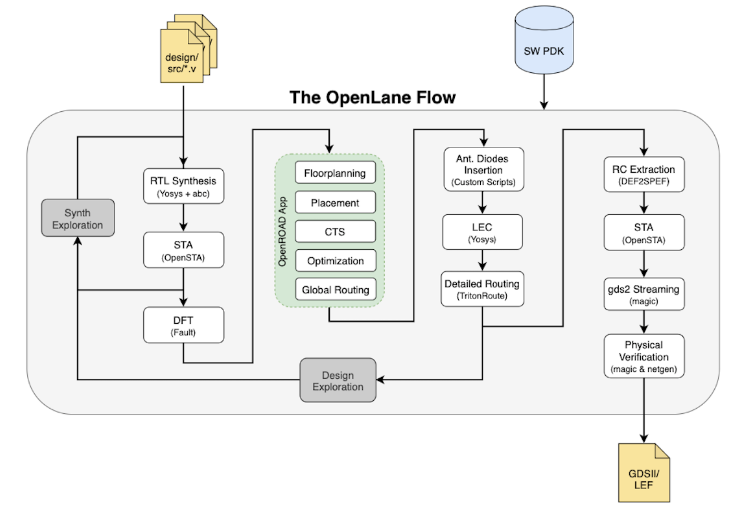 design/
src/*.v
SW PDK
The OpenLane Flow
RTL Synthesis
(Yosys + abc)
Synth
Exploration
STA
(OpenSTA)
DFT
(Fault)
OpenROAD App
Floorplanning
Placement
CTS
Optimization
Global Routing
Ant. Diodes
Insertion
(Custom Scripts)
LEC
(Yosys)
Detailed Routing
(TritonRoute)
Design
Exploration
RC Extraction
(DEF2SPEF)
STA
(OpenSTA)
gds2 Streaming
(magic)
Physical
Verification
(magic & netgen)
GDSII/
LEF